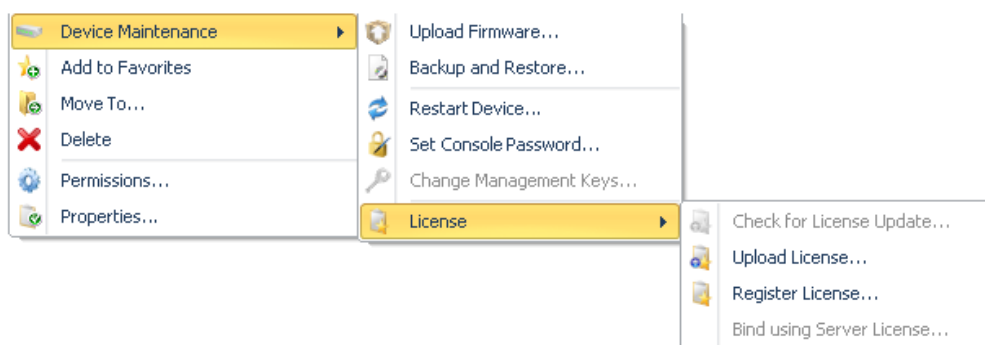 Device Maintenance
Add to Favorites
Move To...
Delete
Permissions...
Properties...
Upload Firmware...
Backup and Restore...
Restart Device...
Set Console Password...
Change Management Keys...
License
Check for License Update...
Upload License...
Register License...
Bind using Server License...